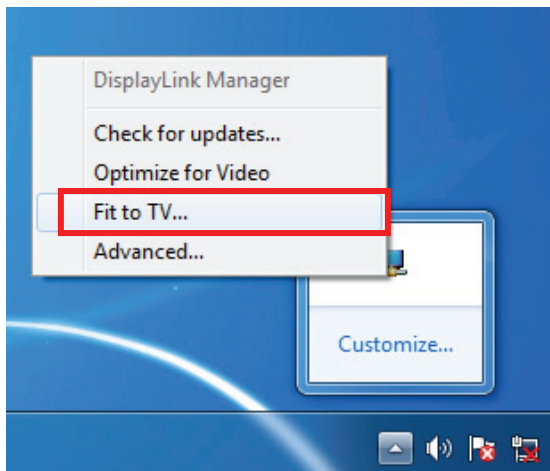 DisplayLink Manager
Check for updates...
Optimize for Video
Fit to TV...
Advanced...
Customize...